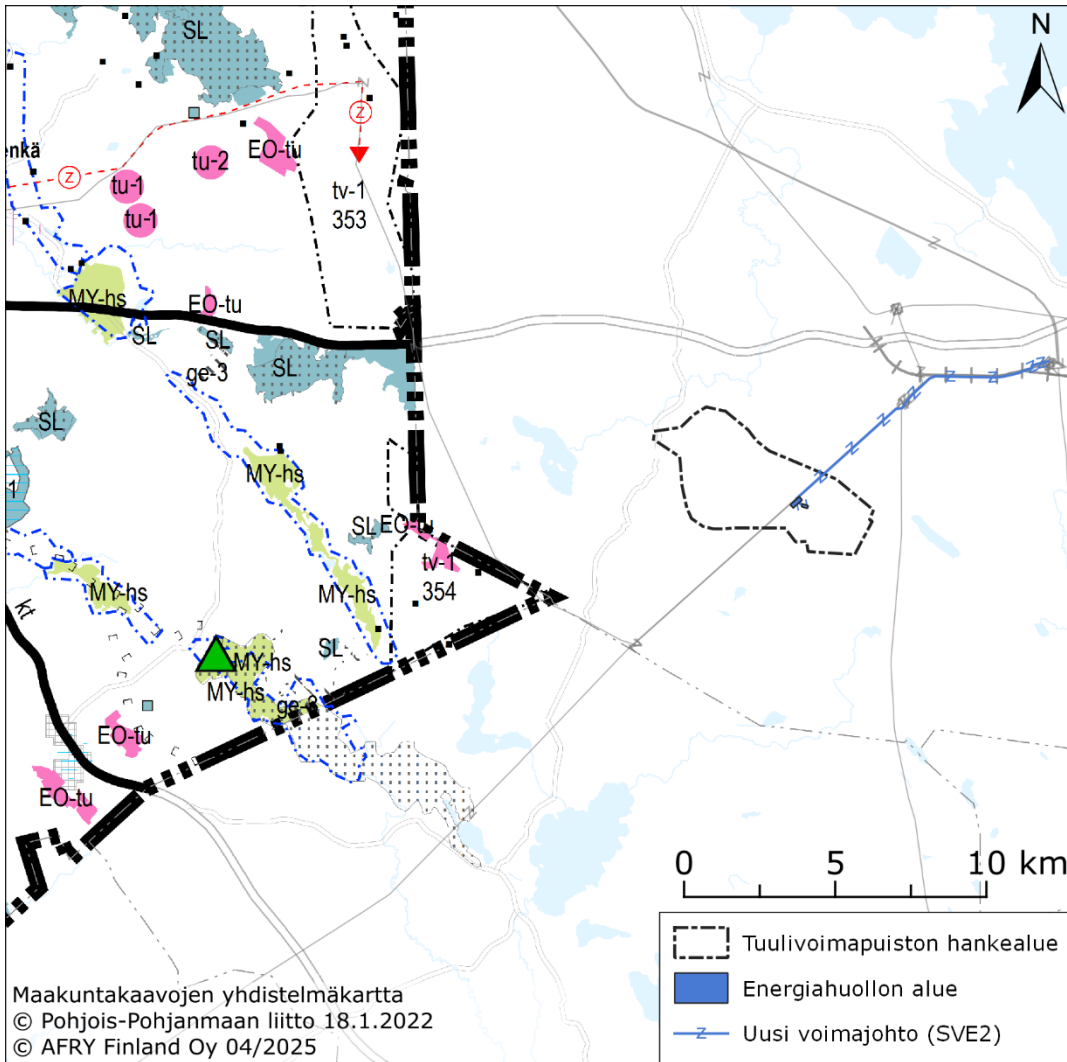 SL
N
z
z
enkä
z
tu-2
EO-tu
tu-1
tv-1
353
tu-1
MY-hs
EO-tu
SL
SL
SL
ge-3
SL
MY-hs
1
SL
EO-tu
tv-1
354
MY-hs
MY-hs
kt
MY-hs
SL
MY-hs
ge-3
EO-tu
EO-tu
0 5 10 km
Tuulivoimapuiston hankealue
Energiahuollon alue
Uusi voimajohto (SVE2)
Maakuntakaavojen yhdistelmäkartta
© Pohjois-Pohjanmaan liitto 18.1.2022
© AFRY Finland Oy 04/2025